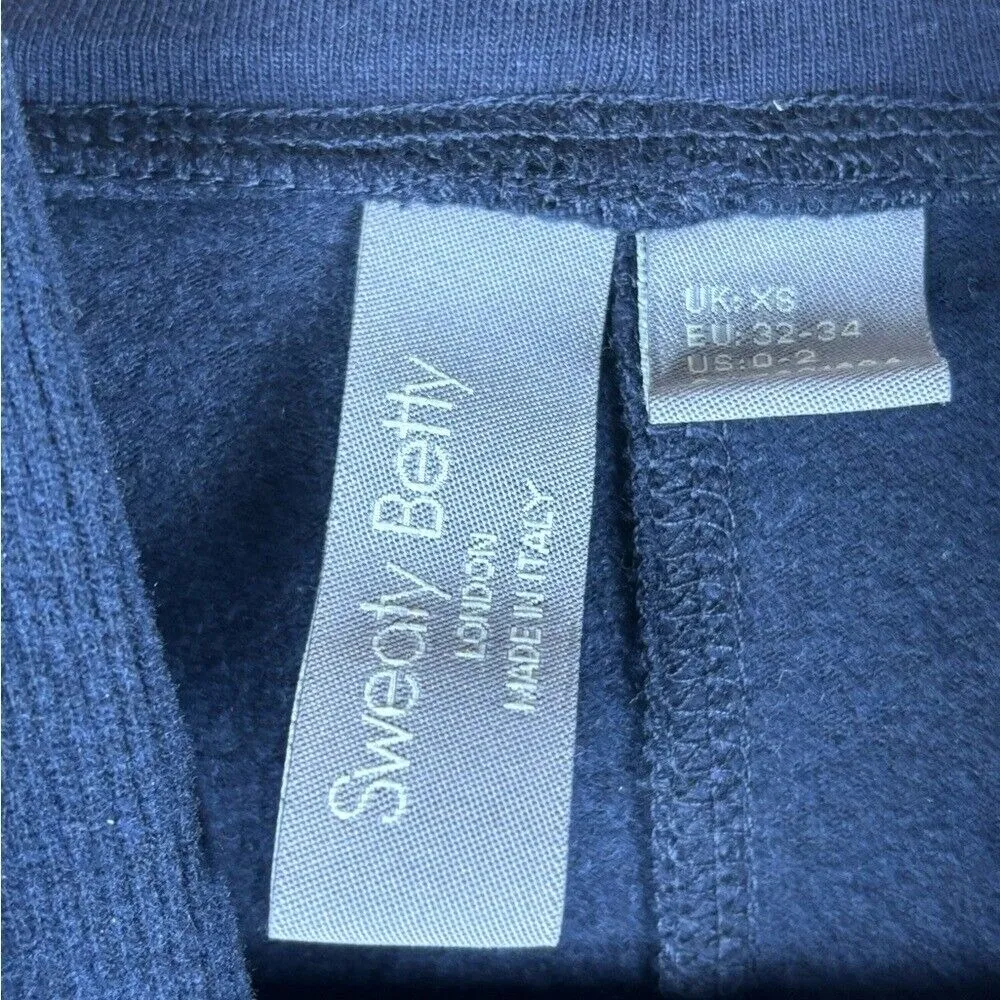 Sweaty Betty
LONDON
MADE IN ITALY
UK: XS
EU: 32-34
US: 0-2